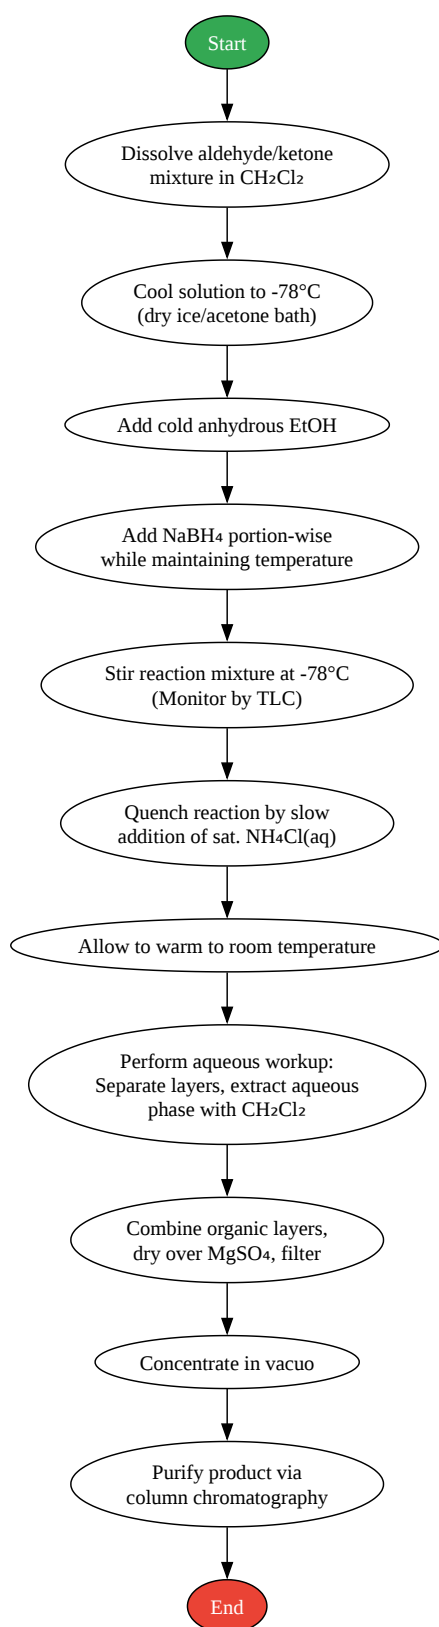 Start
Dissolve aldehyde/ketone
mixture in CH₂Cl₂
Cool solution to -78°C
(dry ice/acetone bath)
Add cold anhydrous EtOH
Add NaBH₄ portion-wise
while maintaining temperature
Stir reaction mixture at -78°C
(Monitor by TLC)
Quench reaction by slow
addition of sat. NH₄Cl(aq)
Allow to warm to room temperature
Perform aqueous workup:
Separate layers, extract aqueous
phase with CH₂Cl₂
Combine organic layers,
dry over MgSO₄, filter
Concentrate in vacuo
Purify product via
column chromatography
End